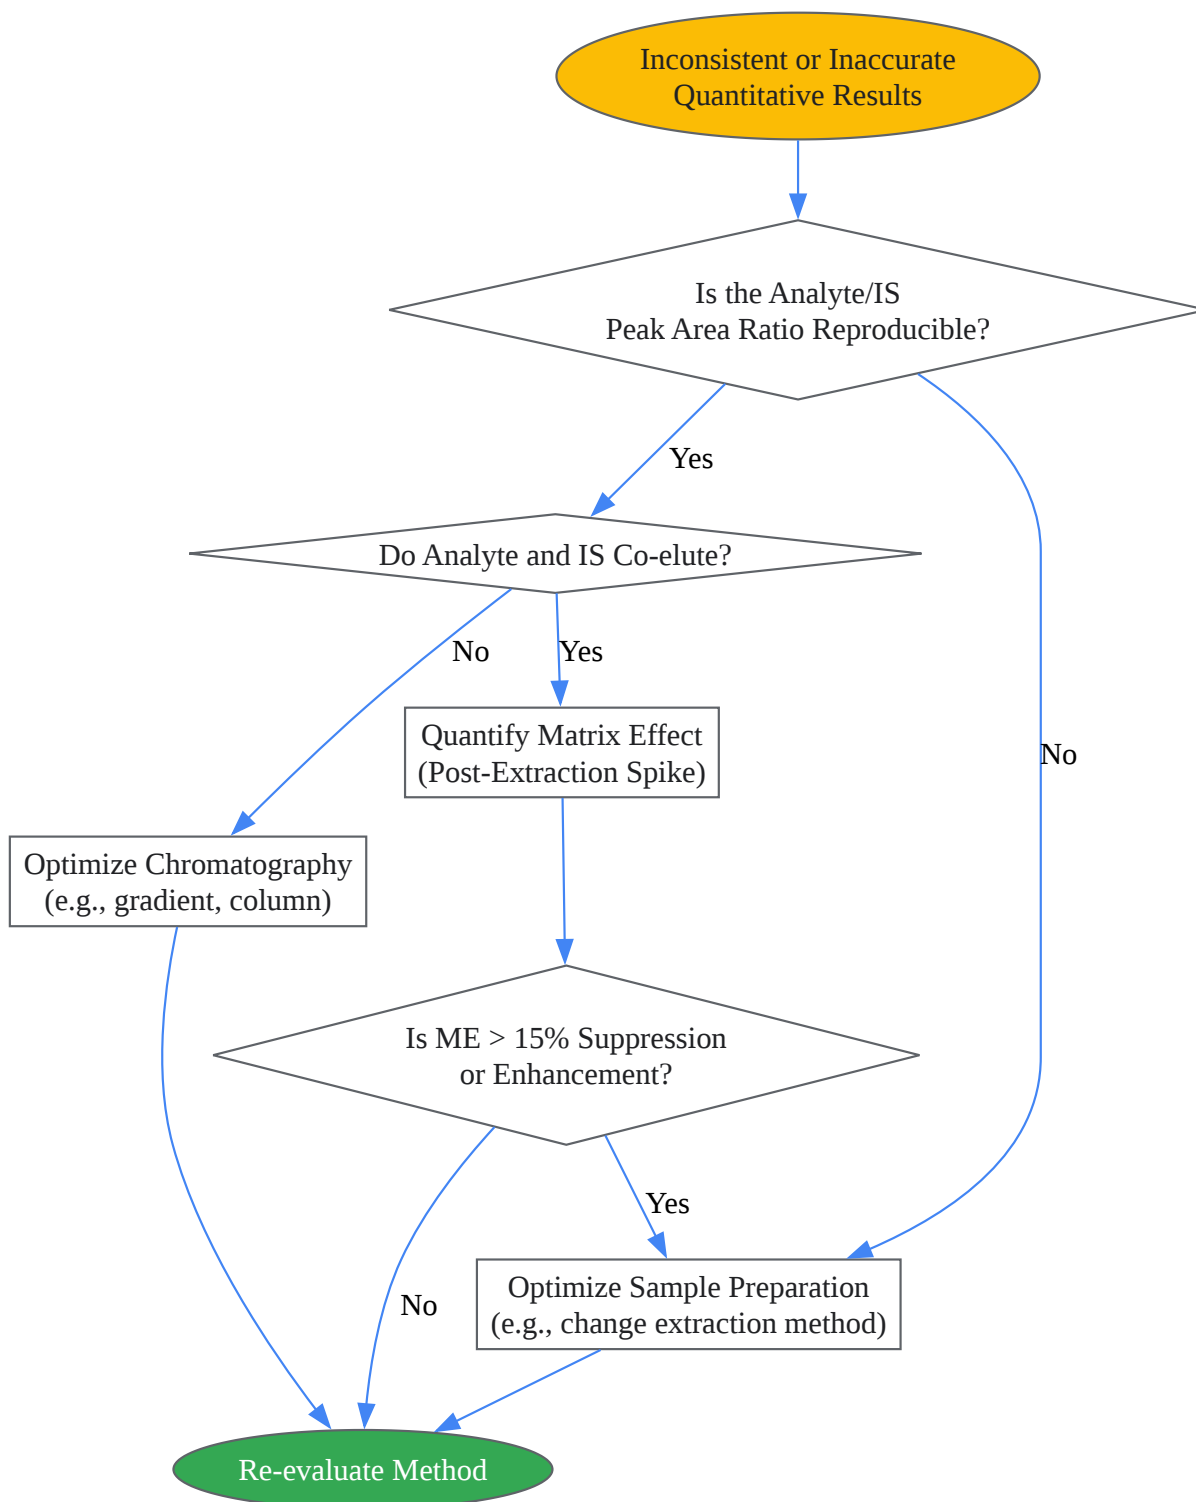 Inconsistent or Inaccurate
Quantitative Results
Is the Analyte/IS
Peak Area Ratio Reproducible?
Yes
Do Analyte and IS Co-elute?
No
Yes
Quantify Matrix Effect
(Post-Extraction Spike)
No
Optimize Chromatography
(e.g., gradient, column)
Is ME > 15% Suppression
or Enhancement?
Yes
No
Optimize Sample Preparation
(e.g., change extraction method)
Re-evaluate Method